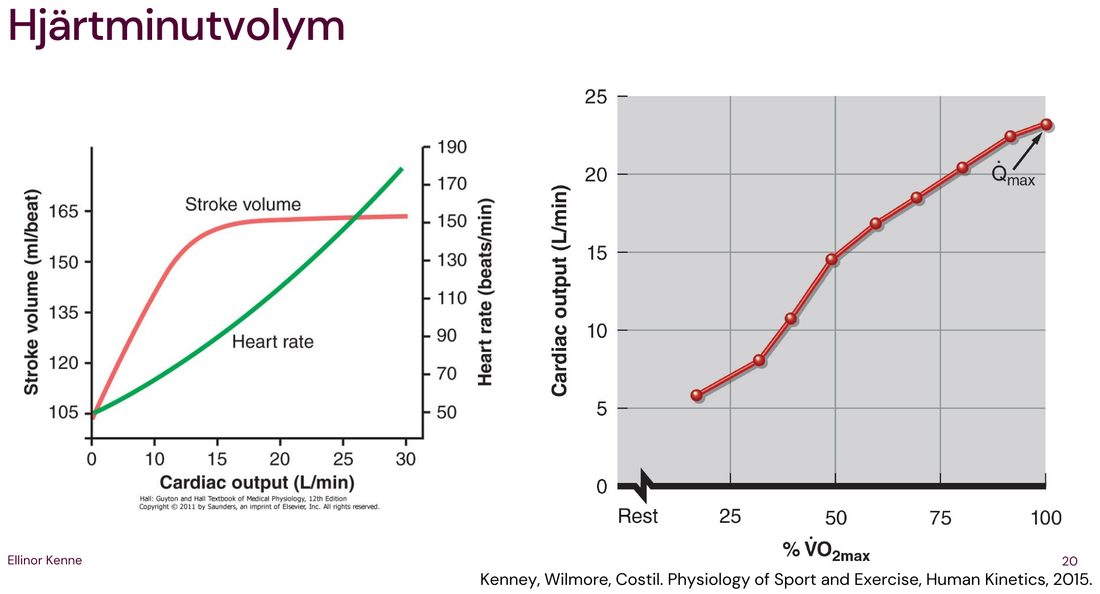 Hjärtminutvolym
Stroke volume (ml/beat)
165
150
135
120
105
Stroke volume
Heart rate
190
170
150
130
110
90
70
50
Heart rate (beats/min)
0 10 15 20 25 30
Cardiac output (L/min)
Hall: Guyton and Hall Textbook of Medical Physiology, 12th Edition
Copyright © 2011 by Saunders, an imprint of Elsevier, Inc. All rights reserved.
Cardiac output (L/min)
25
20
15
10
5
0
Q̇max
Rest 25 50 75 100
% V̇O2max
Ellinor Kenne
20
Kenney, Wilmore, Costil. Physiology of Sport and Exercise, Human Kinetics, 2015.